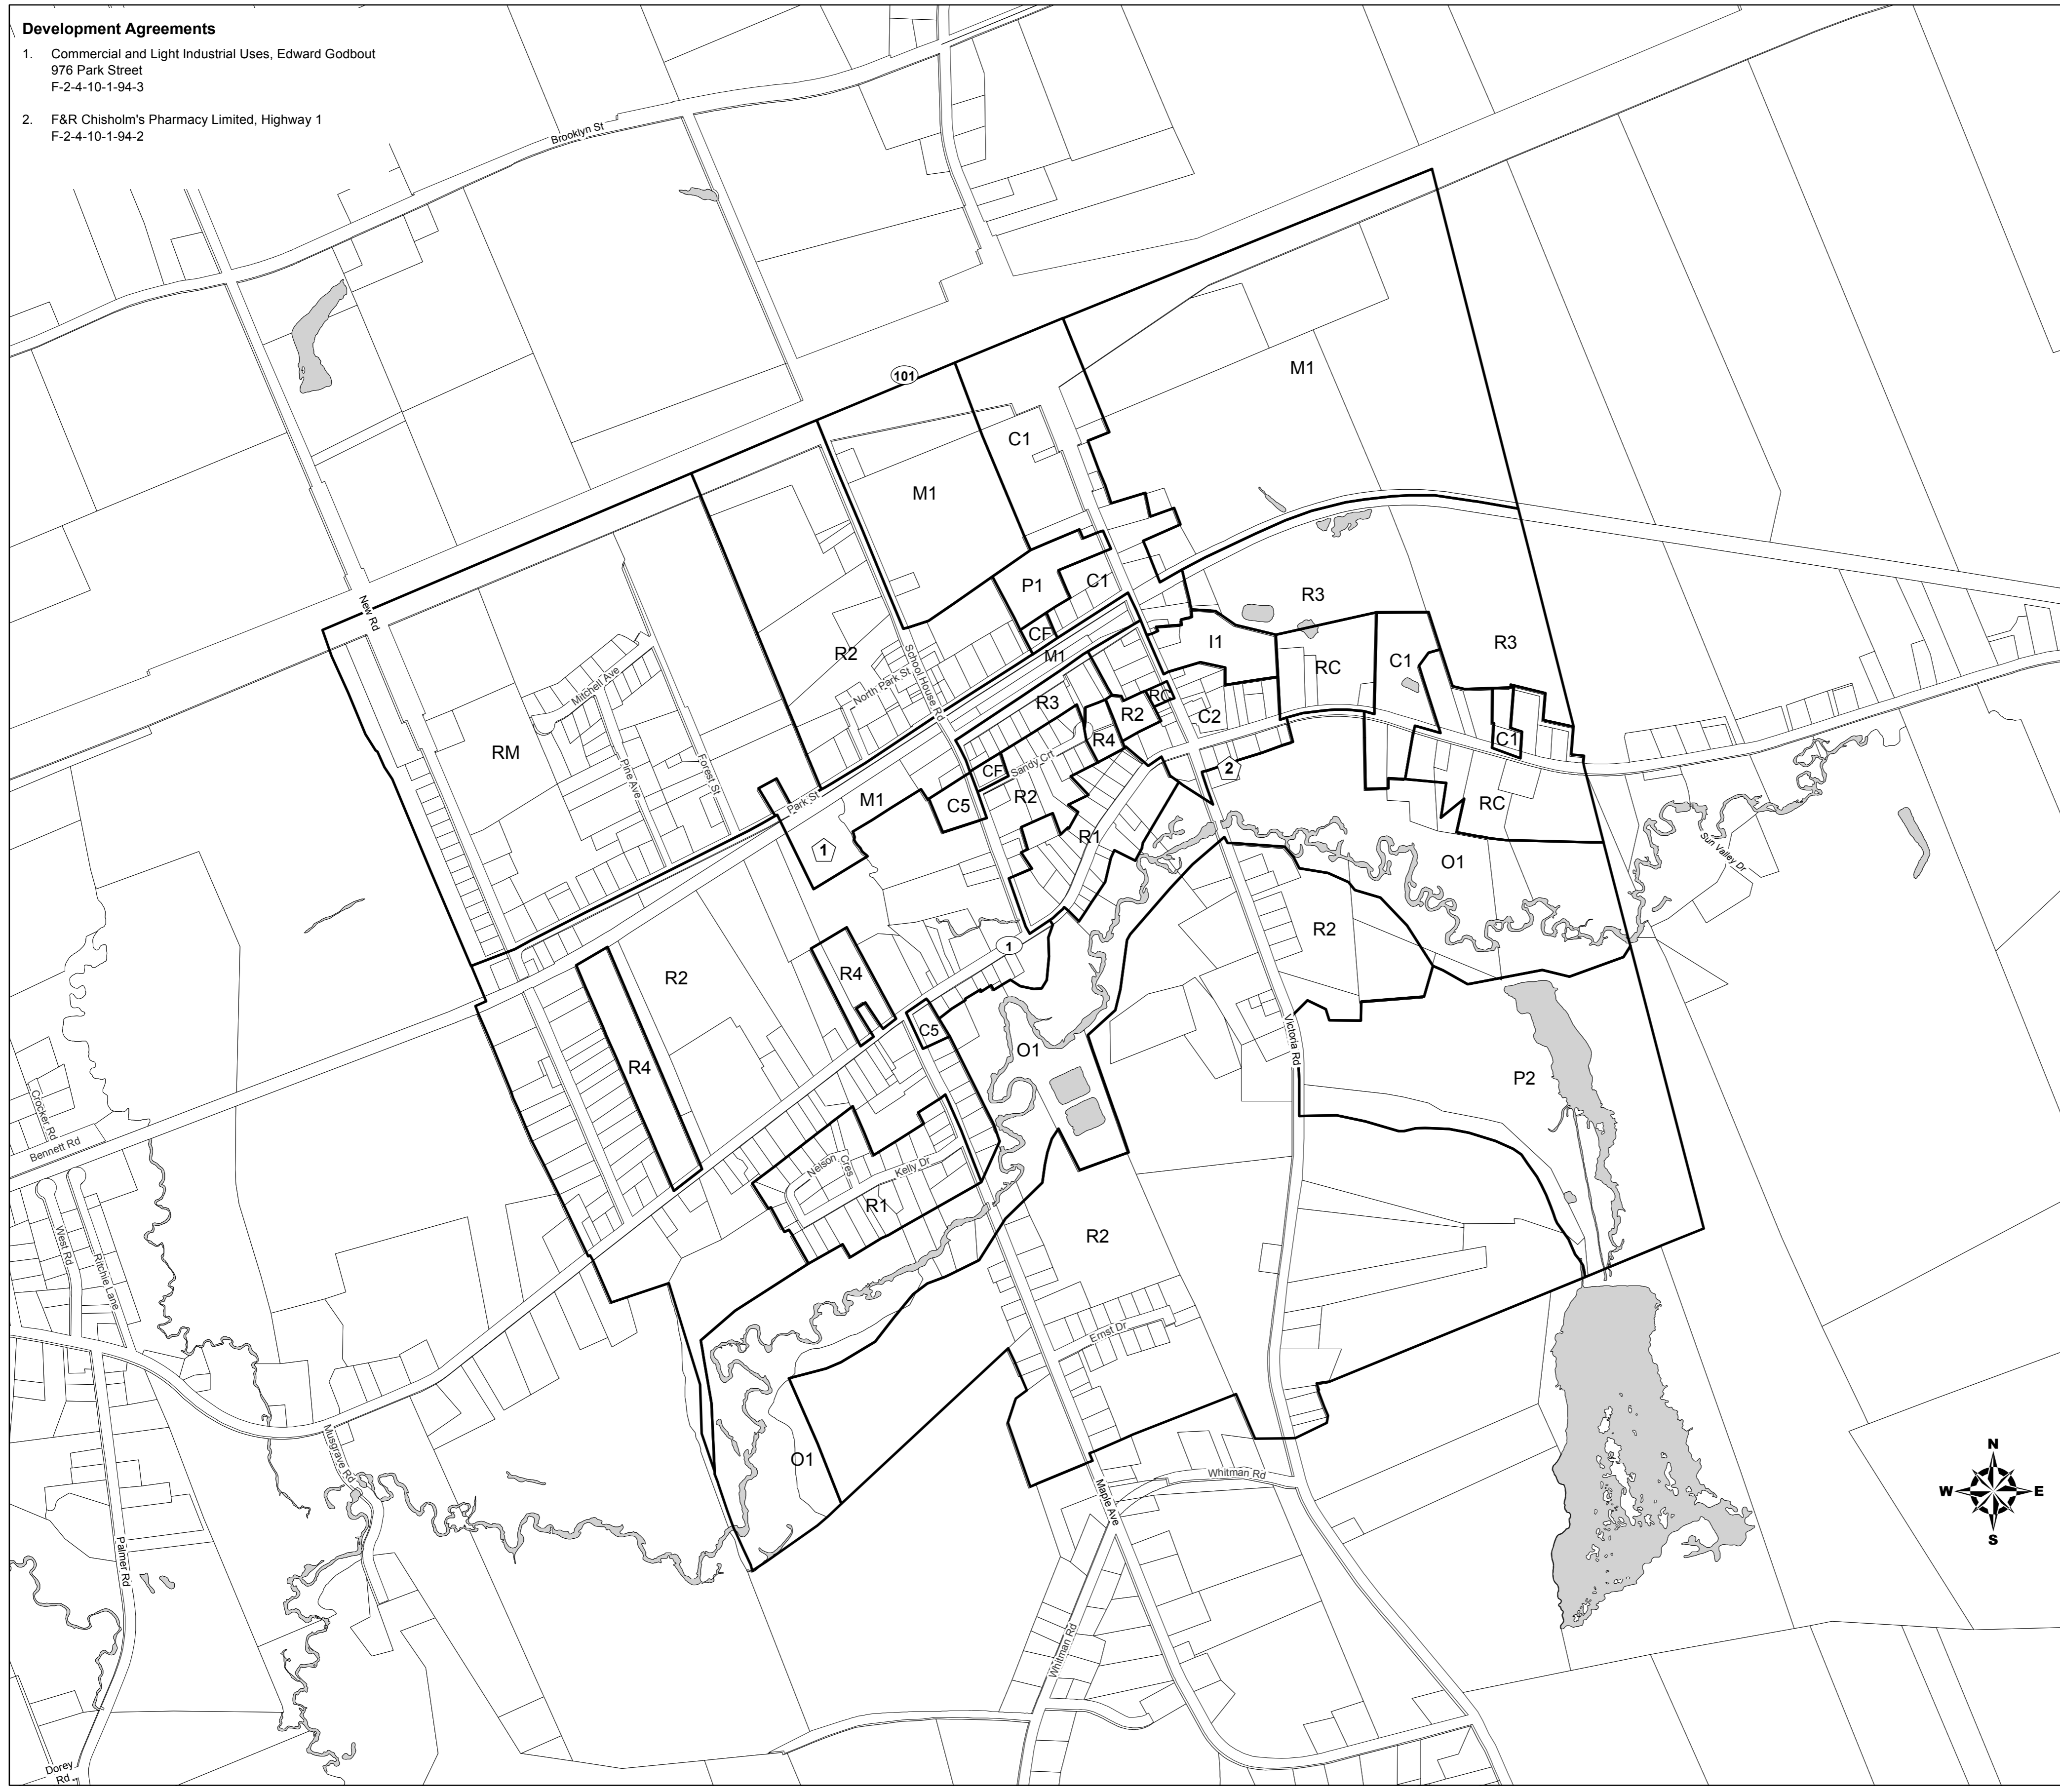 Development Agreements
1. Commercial and Light Industrial Uses, Edward Godbout
976 Park Street
F-2-4-10-1-94-3
2. F&R Chisholm's Pharmacy Limited, Highway 1
F-2-4-10-1-94-2
Brooklyn St
101
M1
C1
M1
New Rd
P1
C1
R3
CF
I1
R3
R2
M1
RC
C1
School House Rd
North Park St
Mitchell Ave
RC
R3
R2
C2
RM
R4
C1
Pine Ave
Forest St
CF
Sandy Crt
2
Park St
M1
C5
R2
RC
1
R1
O1
Sun Valley Dr
R2
1
R4
R2
C5
Victoria Rd
O1
R4
P2
Crocker Rd
Bennett Rd
Nelson Cres
Kelly Dr
R1
R2
West Rd
Ritchie Lane
Ernst Dr
Musgrave Rd
O1
Whitman Rd
Maple Ave
N
W
E
S
Palmer Rd
Whitman Rd
Dorey
Rd